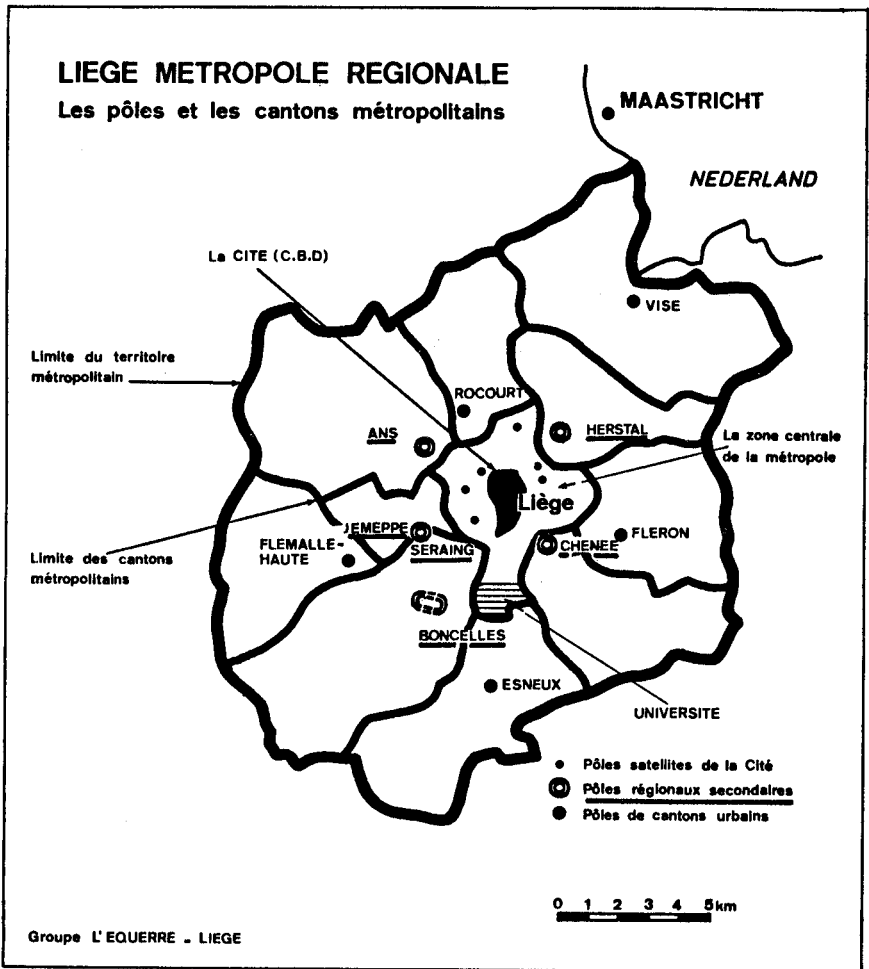 LIEGE METROPOLE REGIONALE
Les pôles et les cantons métropolitains
MAASTRICHT
NEDERLAND
La CITE (C.B.D)
VISE
Limite du territoire
métropolitain
ROCOURT
ANS
HERSTAL
La zone centrale
de la métropole
Liège
JEMEPPE
SERAING
FLEMALLE-
HAUTE
CHENEE
FLERON
Limite des cantons
métropolitains
BONCELLES
ESNEUX
UNIVERSITE
Pôles satellites de la Cité
Pôles régionaux secondaires
Pôles de cantons urbains
0 1 2 3 4 5km
Groupe L'EQUERRE - LIEGE